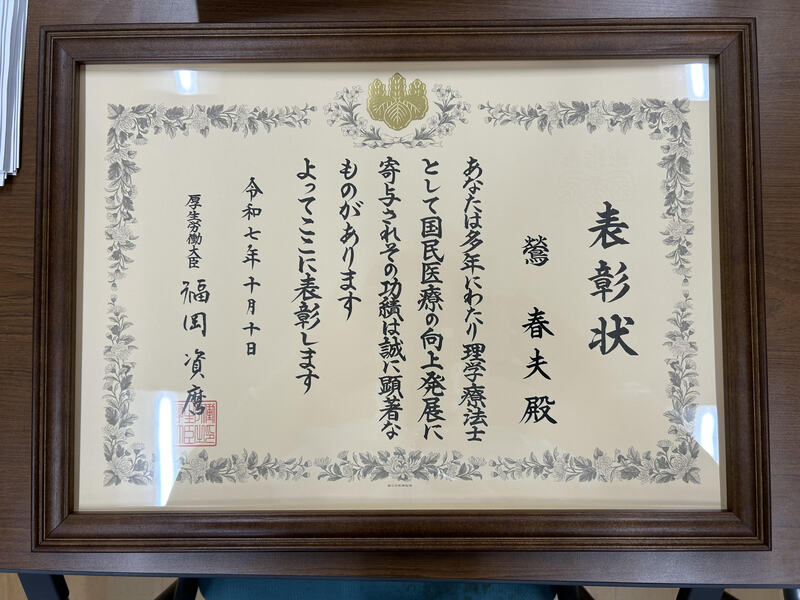 表彰状
鶯 春夫 殿
あなたは多年にわたり理学療法士
として国民医療の向上発展に
寄与されその功績は誠に顕著な
ものがあります
よってここに表彰します
令和七年十月十日
厚生労働大臣 福岡資麿